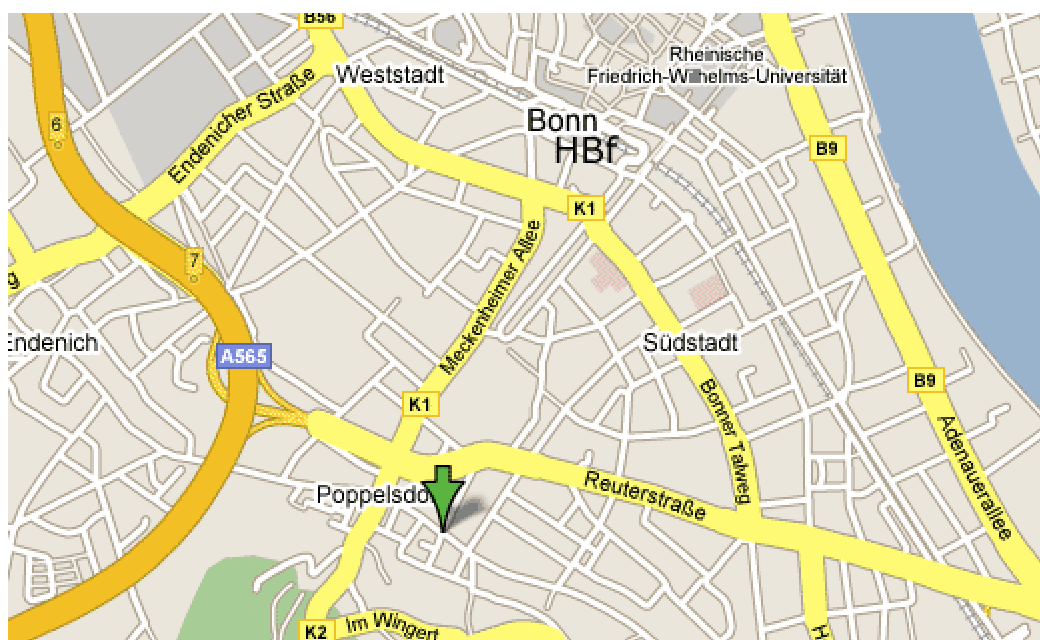 B56
Rheinische
Friedrich-Wilhelms-Universität
Weststadt
Endenicher Straße
Bonn
HBf
6
B9
K1
Meckenheimer Allee
7
g
Endenich
A565
Südstadt
B9
K1
Bonner Talweg
Adenauerallee
Reuterstraße
Poppelsdo
K2
Im Wingert
H